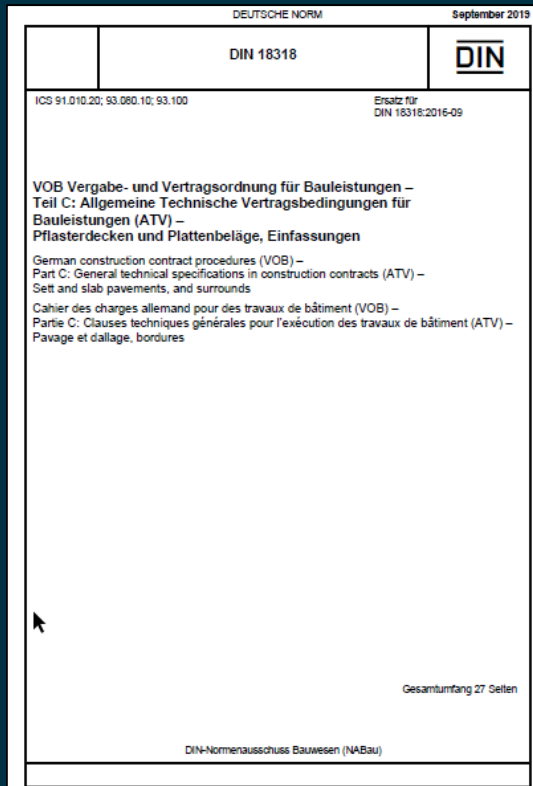 DEUTSCHE NORM
September 2019
DIN 18318
DIN
ICS 91.010.20; 93.080.10; 93.100
Ersatz für
DIN 18318:2016-09
VOB Vergabe- und Vertragsordnung für Bauleistungen –
Teil C: Allgemeine Technische Vertragsbedingungen für
Bauleistungen (ATV) –
Pflasterdecken und Plattenbeläge, Einfassungen
German construction contract procedures (VOB) –
Part C: General technical specifications in construction contracts (ATV) –
Sett and slab pavements, and surrounds
Cahier des charges allemand pour des travaux de bâtiment (VOB) –
Partie C: Clauses techniques générales pour l'exécution des travaux de bâtiment (ATV) –
Pavage et dallage, bordures
Gesamtumfang 27 Seiten
DIN-Normenausschuss Bauwesen (NABau)